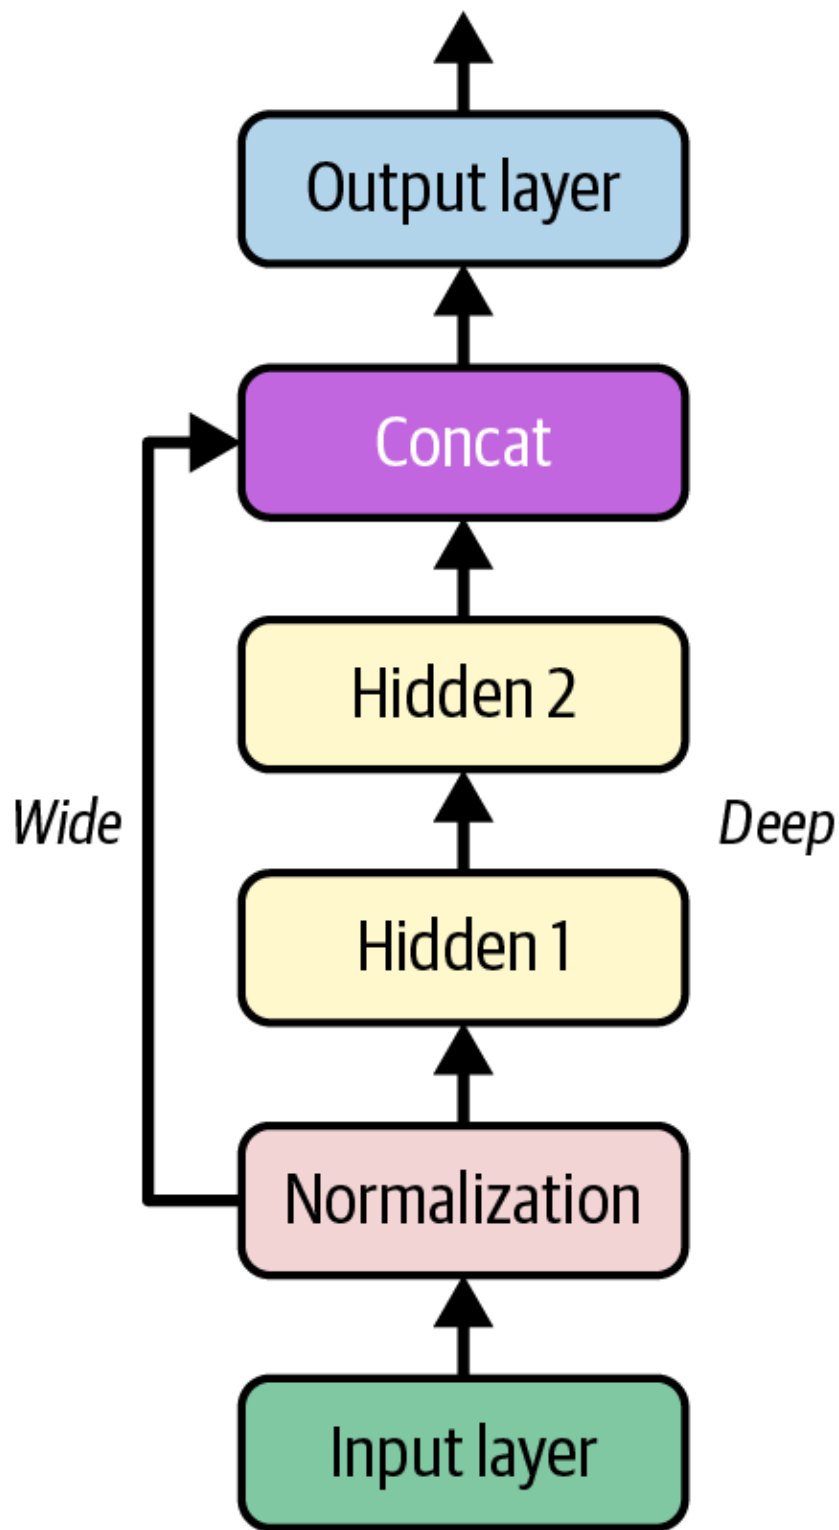 Output layer
Concat
Hidden 2
Wide
Deep
Hidden 1
Normalization
Input layer